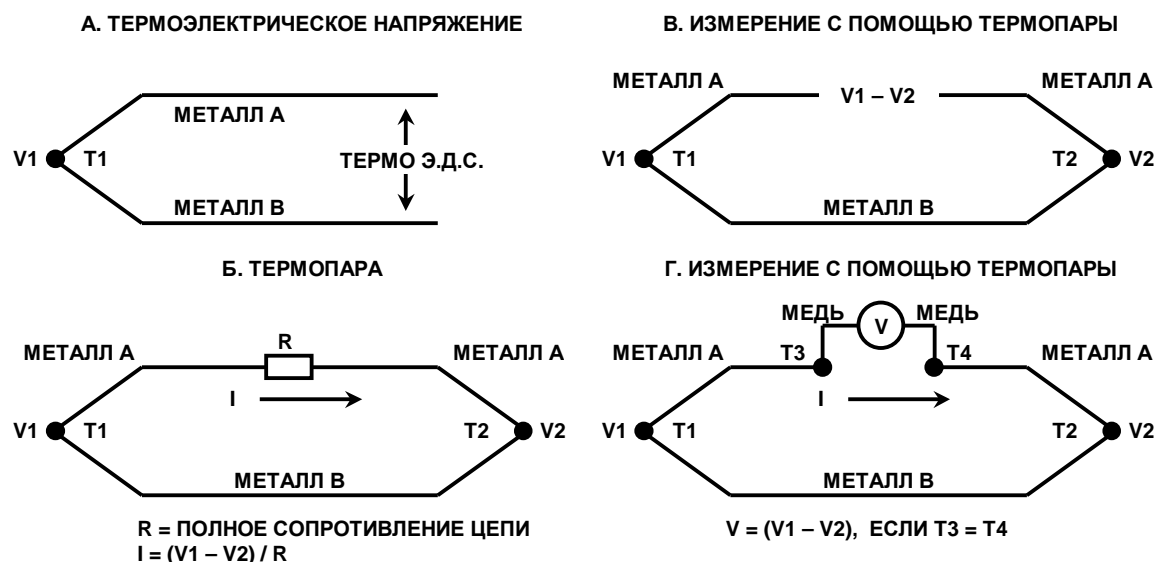 А. ТЕРМОЭЛЕКТРИЧЕСКОЕ НАПРЯЖЕНИЕ
МЕТАЛЛ А
V1 T1
ТЕРМО Э.Д.С.
МЕТАЛЛ В
В. ИЗМЕРЕНИЕ С ПОМОЩЬЮ ТЕРМОПАРЫ
МЕТАЛЛ А МЕТАЛЛ А
V1 – V2
V1 T1 T2 V2
МЕТАЛЛ В
Б. ТЕРМОПАРА
R
МЕТАЛЛ А МЕТАЛЛ А
I
V1 T1 T2 V2
МЕТАЛЛ В
R = ПОЛНОЕ СОПРОТИВЛЕНИЕ ЦЕПИ
I = (V1 – V2) / R
Г. ИЗМЕРЕНИЕ С ПОМОЩЬЮ ТЕРМОПАРЫ
МЕДЬ V МЕДЬ
МЕТАЛЛ А T3 T4 МЕТАЛЛ А
I
V1 T1 T2 V2
МЕТАЛЛ В
V = (V1 – V2), ЕСЛИ T3 = T4